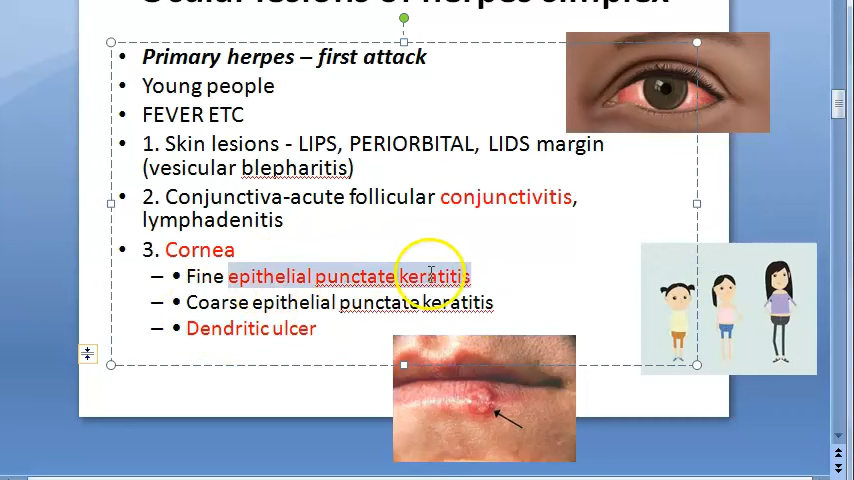 Ocular lesions of herpes simplex
• Primary herpes – first attack
• Young people
• FEVER ETC
• 1. Skin lesions - LIPS, PERIORBITAL, LIDS margin
(vesicular blepharitis)
• 2. Conjunctiva-acute follicular conjunctivitis,
lymphadenitis
• 3. Cornea
– • Fine epithelial punctate keratitis
– • Coarse epithelial punctate keratitis
– • Dendritic ulcer